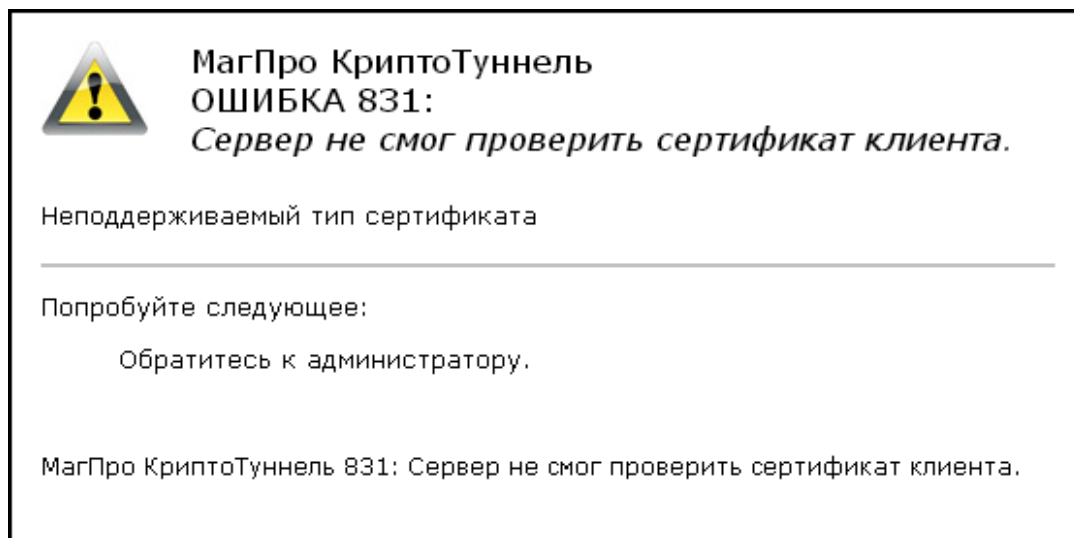 МагПро КриптоТуннель
ОШИБКА 831:
Сервер не смог проверить сертификат клиента.
Неподдерживаемый тип сертификата
Попробуйте следующее:
Обратитесь к администратору.
МагПро КриптоТуннель 831: Сервер не смог проверить сертификат клиента.